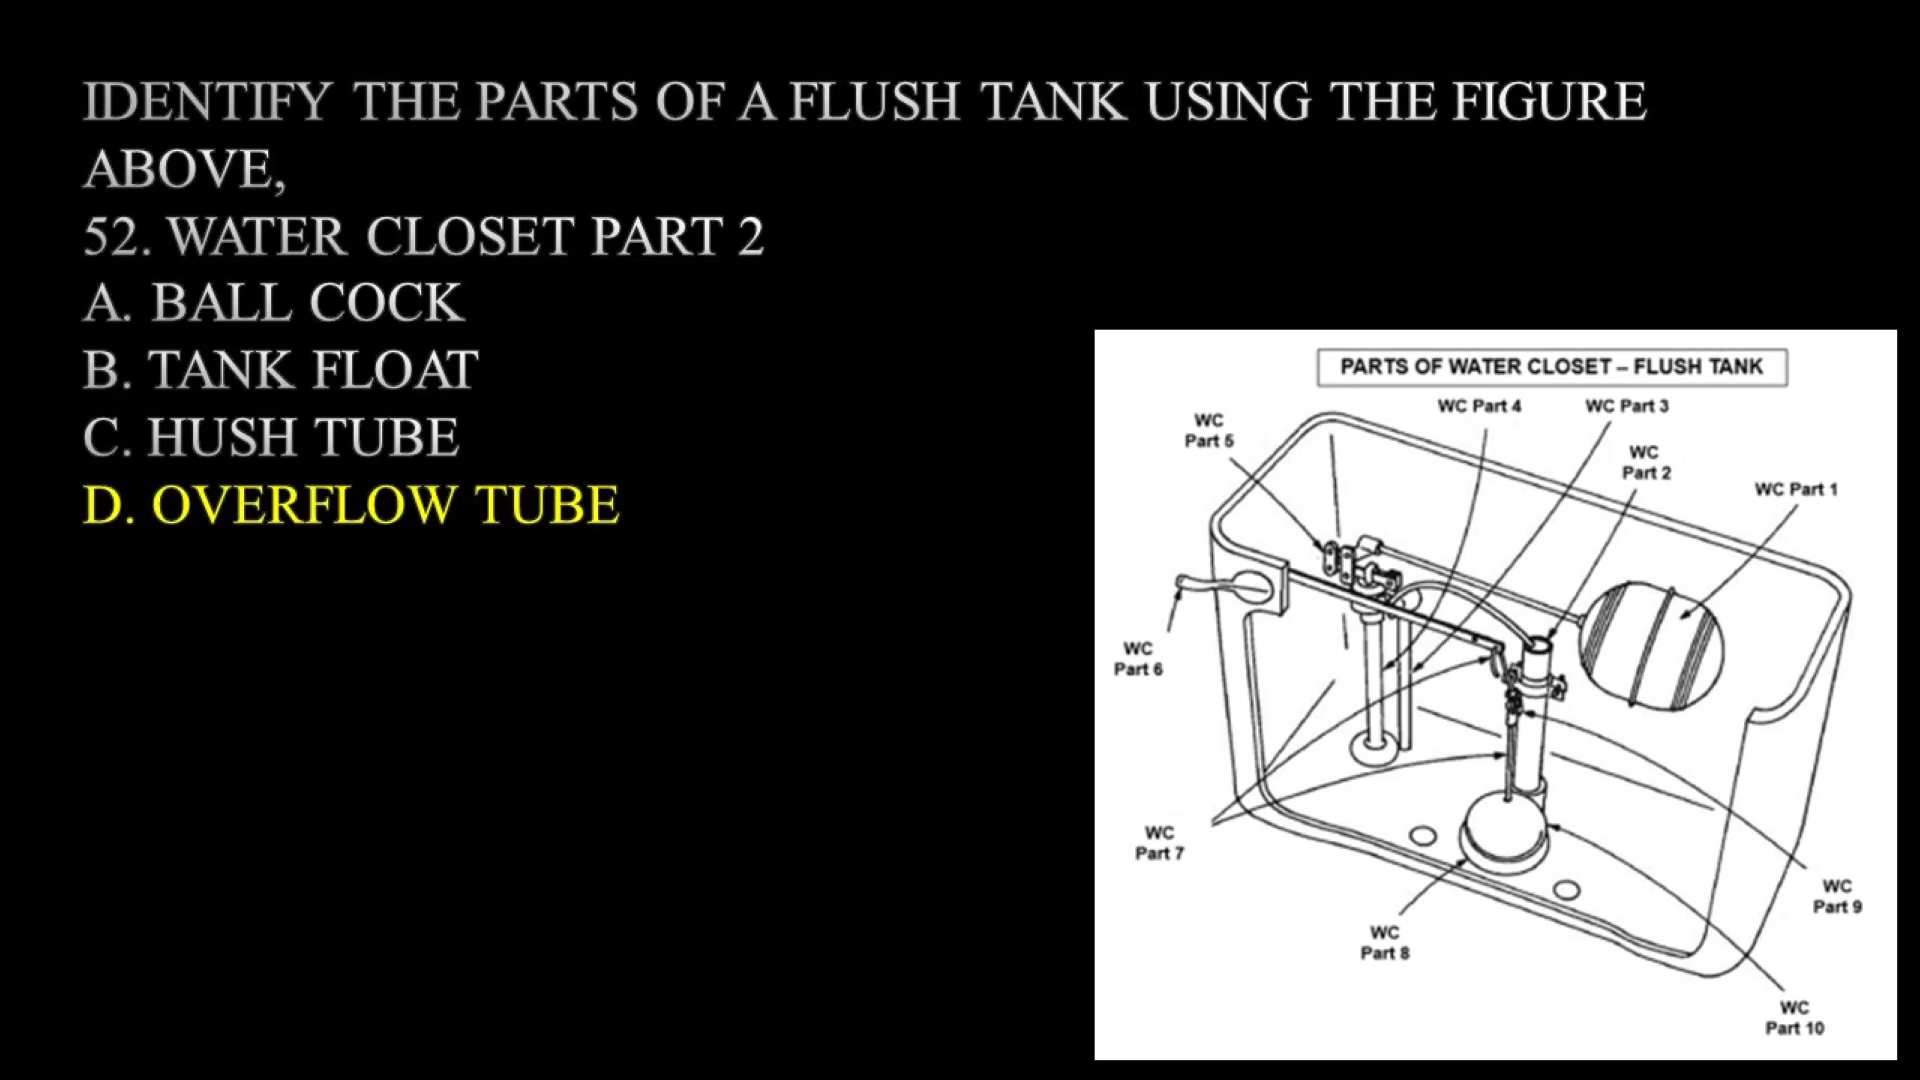 IDENTIFY THE PARTS OF A FLUSH TANK USING THE FIGURE
ABOVE,
52. WATER CLOSET PART 2
A. BALL COCK
B. TANK FLOAT
C. HUSH TUBE
D. OVERFLOW TUBE
PARTS OF WATER CLOSET – FLUSH TANK
WC Part 4
WC Part 3
WC
Part 5
WC
Part 2
WC Part 1
WC
Part 6
WC
Part 7
WC
Part 9
WC
Part 8
WC
Part 10